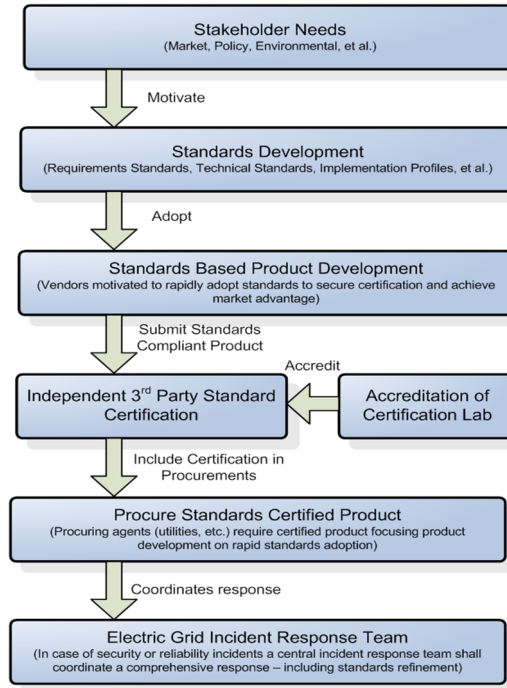 Stakeholder Needs
(Market, Policy, Environmental, et al.)
Motivate
Standards Development
(Requirements Standards, Technical Standards, Implementation Profiles, et al.)
Adopt
Standards Based Product Development
(Vendors motivated to rapidly adopt standards to secure certification and achieve
market advantage)
Submit Standards
Compliant Product
Accredit
Independent 3rd Party Standard
Certification
Accreditation of
Certification Lab
Include Certification in
Procurements
Procure Standards Certified Product
(Procuring agents (utilities, etc.) require certified product focusing product
development on rapid standards adoption)
Coordinates response
Electric Grid Incident Response Team
(In case of security or reliability incidents a central incident response team shall
coordinate a comprehensive response – including standards refinement)